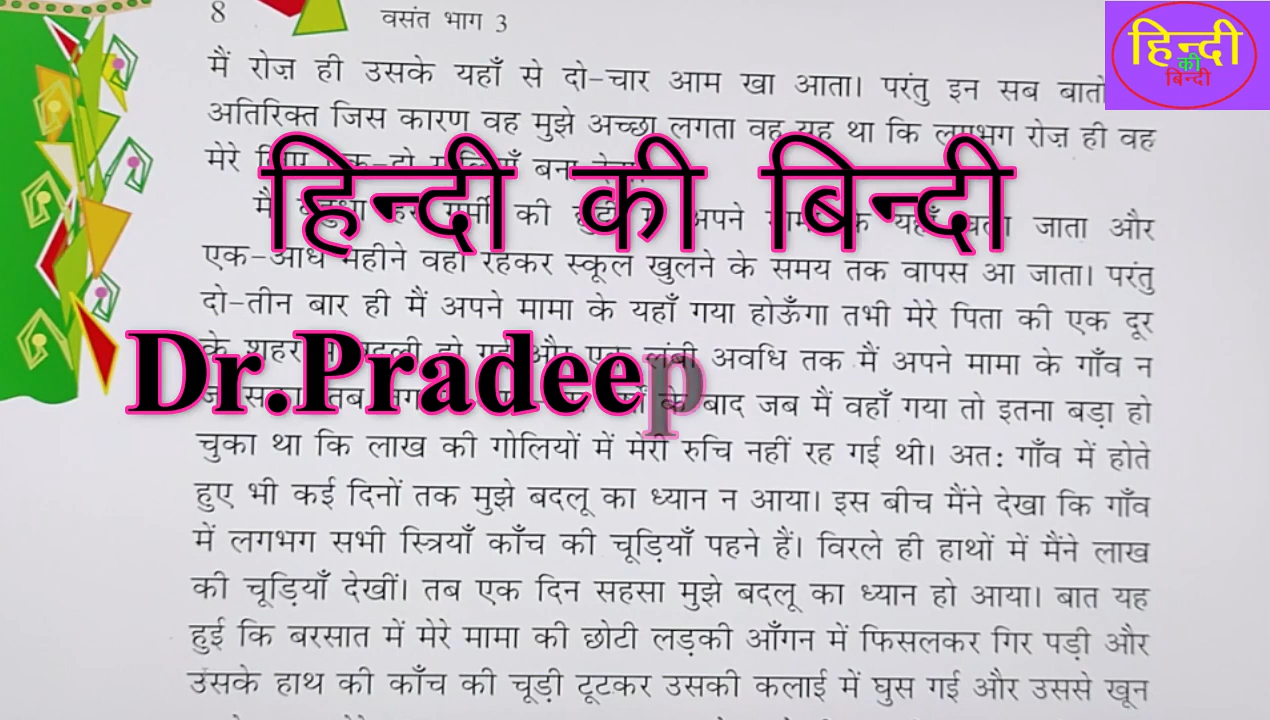 8 वसंत भाग 3
हिन्दी
की
बिन्दी
मैं रोज़ ही उसके यहाँ से दो-चार आम खा आता। परंतु इन सब बातों
अतिरिक्त जिस कारण वह मुझे अच्छा लगता वह यह था कि लगभग रोज़ ही वह
मेरे बना
हिन्दी की बिन्दी
की अपने जाता और
एक-आध महीने वहाँ रहकर स्कूल खुलने के समय तक वापस आ जाता। परंतु
दो-तीन बार ही मैं अपने मामा के यहाँ गया होऊँगा तभी मेरे पिता की एक दूर
के शहर अवधि तक मैं अपने मामा के गाँव न
Dr.Pradeep
के बाद जब मैं वहाँ गया तो इतना बड़ा हो
चुका था कि लाख की गोलियों में मेरी रुचि नहीं रह गई थी। अतः गाँव में होते
हुए भी कई दिनों तक मुझे बदलू का ध्यान न आया। इस बीच मैंने देखा कि गाँव
में लगभग सभी स्त्रियाँ काँच की चूड़ियाँ पहने हैं। विरले ही हाथों में मैंने लाख
की चूड़ियाँ देखीं। तब एक दिन सहसा मुझे बदलू का ध्यान हो आया। बात यह
हुई कि बरसात में मेरे मामा की छोटी लड़की आँगन में फिसलकर गिर पड़ी और
उसके हाथ की काँच की चूड़ी टूटकर उसकी कलाई में घुस गई और उससे खून